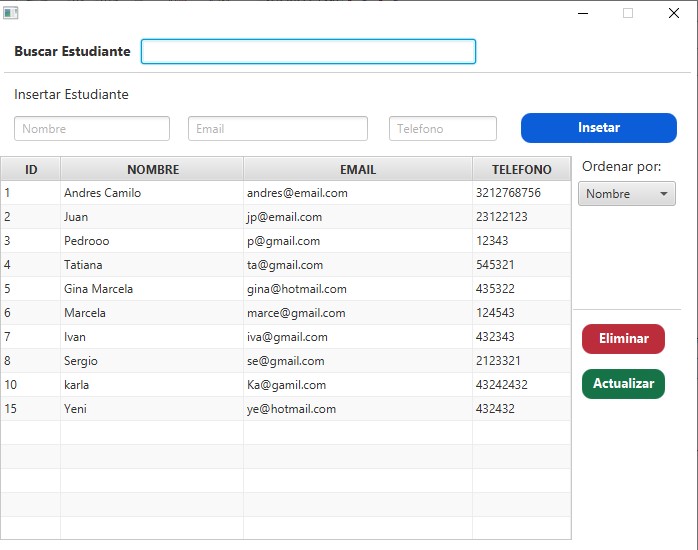 Buscar Estudiante
Insertar Estudiante
Nombre Email Telefono Insetar
ID NOMBRE EMAIL TELEFONO
Ordenar por:
Nombre
1 Andres Camilo andres@email.com 3212768756
2 Juan jp@email.com 23122123
3 Pedrooo p@gmail.com 12343
4 Tatiana ta@gmail.com 545321
5 Gina Marcela gina@hotmail.com 435322
6 Marcela marce@gmail.com 124543
7 Ivan iva@gmail.com 432343
8 Sergio se@gmail.com 2123321
10 karla Ka@gamil.com 43242432
15 Yeni ye@hotmail.com 432432
Eliminar
Actualizar